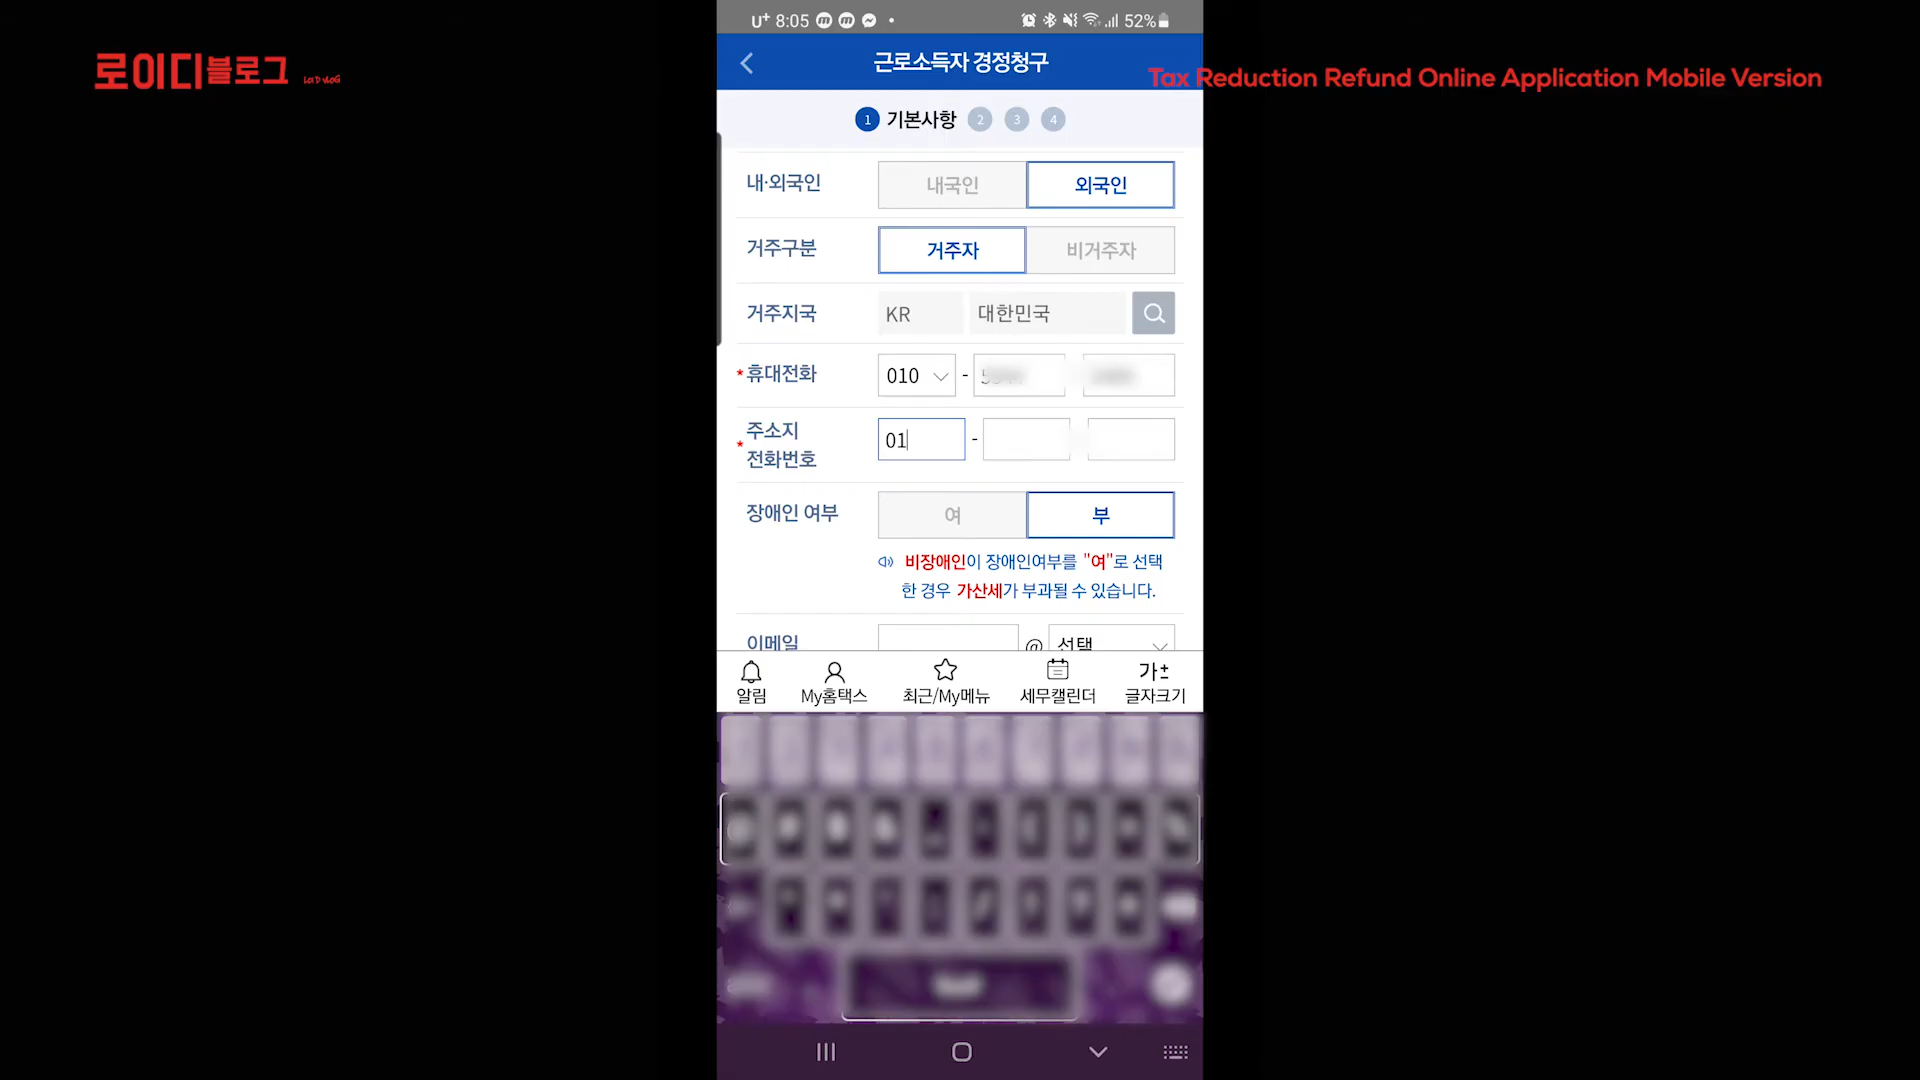 U+ 8:05 52%
로이디블로그 LOI D VLOG
근로소득자 경정청구
Tax Reduction Refund Online Application Mobile Version
1 기본사항 2 3 4
내·외국인 내국인 외국인
거주구분 거주자 비거주자
거주지국 KR 대한민국
* 휴대전화 010 -
* 주소지 전화번호 01 -
장애인 여부 여 부
비장애인이 장애인여부를 "여"로 선택
한 경우 가산세가 부과될 수 있습니다.
이메일 @ 선택
알림 My홈택스 최근/My메뉴 세무캘린더 가± 글자크기